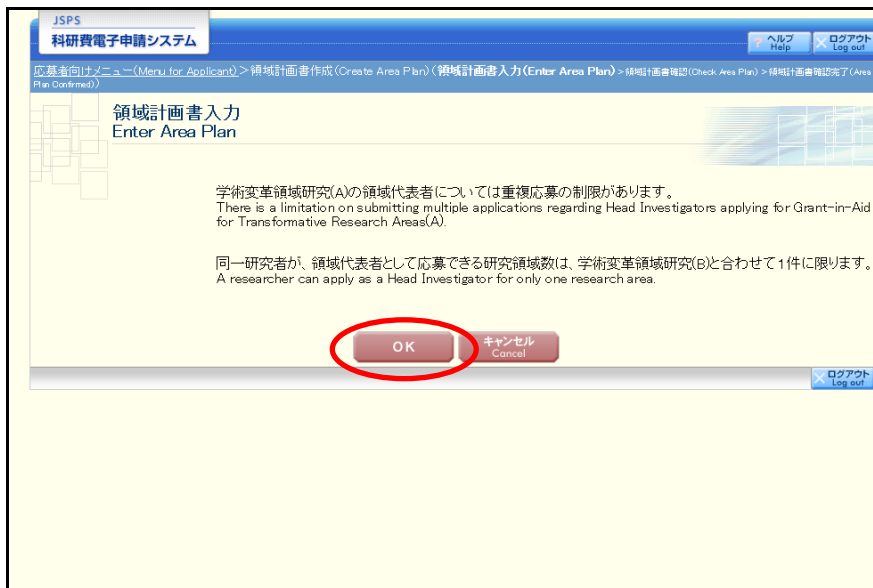 JSPS
科研費電子申請システム
? ヘルプ
Help
ログアウト
Log out
応募者向けメニュー(Menu for Applicant)>領域計画書作成(Create Area Plan)(領域計画書入力(Enter Area Plan)>領域計画書確認(Check Area Plan)>領域計画書確認完了(Area
Plan Confirmed))
領域計画書入力
Enter Area Plan
学術変革領域研究(A)の領域代表者については重複応募の制限があります。
There is a limitation on submitting multiple applications regarding Head Investigators applying for Grant-in-Aid
for Transformative Research Areas(A).
同一研究者が、領域代表者として応募できる研究領域数は、学術変革領域研究(B)と合わせて1件に限ります。
A researcher can apply as a Head Investigator for only one research area.
OK
キャンセル
Cancel
ログアウト
Log out